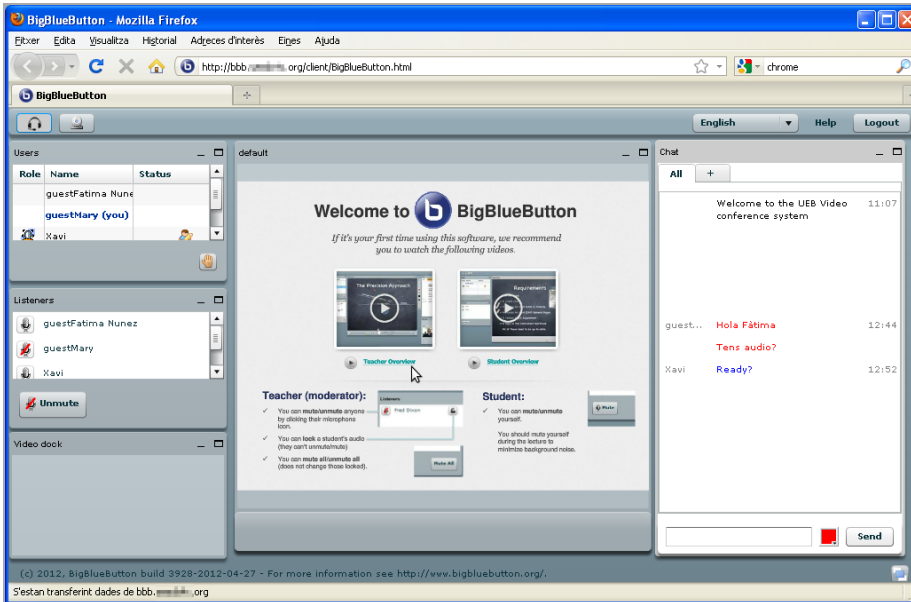 BigBlueButton - Mozilla Firefox
Fitxer Edita Visualitza Historial Adreces d'interès Eines Ajuda
http://bbb. .org/client/BigBlueButton.html
chrome
BigBlueButton
English
Help
Logout
Users
Role Name Status
guestFatima Nune
guestMary (you)
Xavi
Listeners
guestFatima Nunez
guestMary
Xavi
Unmute
Video dock
default
Welcome to b BigBlueButton
If it's your first time using this software, we recommend
you to watch the following videos.
The Precision Approach
Requirements
Teacher Overview
Student Overview
Teacher (moderator):
✓ You can mute/unmute anyone
by clicking their microphone
icon.
✓ You can lock a student's audio
(they can't unmute/mute)
✓ You can mute all/unmute all
(does not change those locked).
Listeners
Fred Dixon
Mute All
Student:
✓ You can mute/unmute
yourself.
You should mute yourself
during the lecture to
minimize background noise.
Mute
Chat
All +
Welcome to the UEB Video 11:07
conference system
guest... Hola Fàtima 12:44
Tens audio?
Xavi Ready? 12:52
Send
(c) 2012, BigBlueButton build 3928-2012-04-27 - For more information see http://www.bigbluebutton.org/.
S'estan transferint dades de bbb. .org